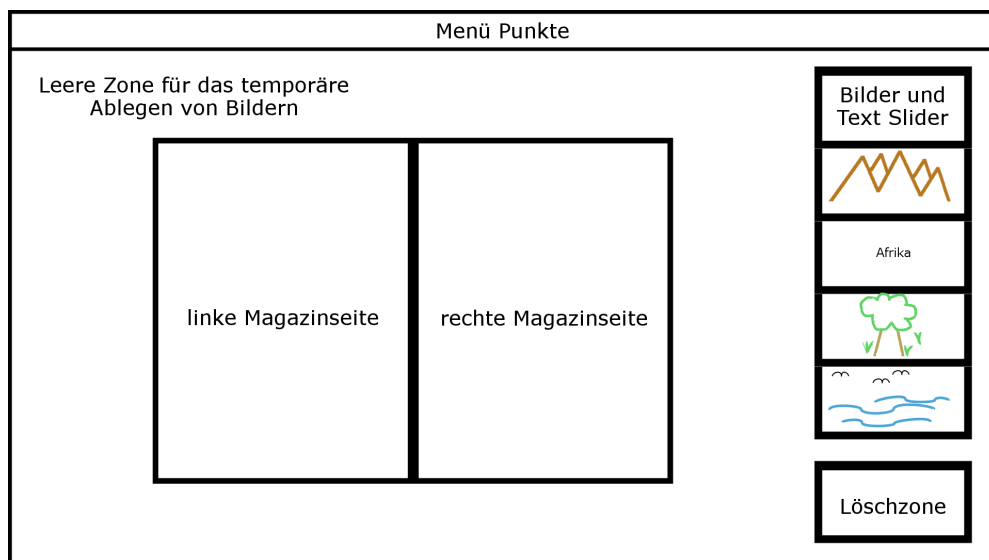 Menü Punkte
Leere Zone für das temporäre
Ablegen von Bildern
linke Magazinseite
rechte Magazinseite
Bilder und
Text Slider
Afrika
Löschzone